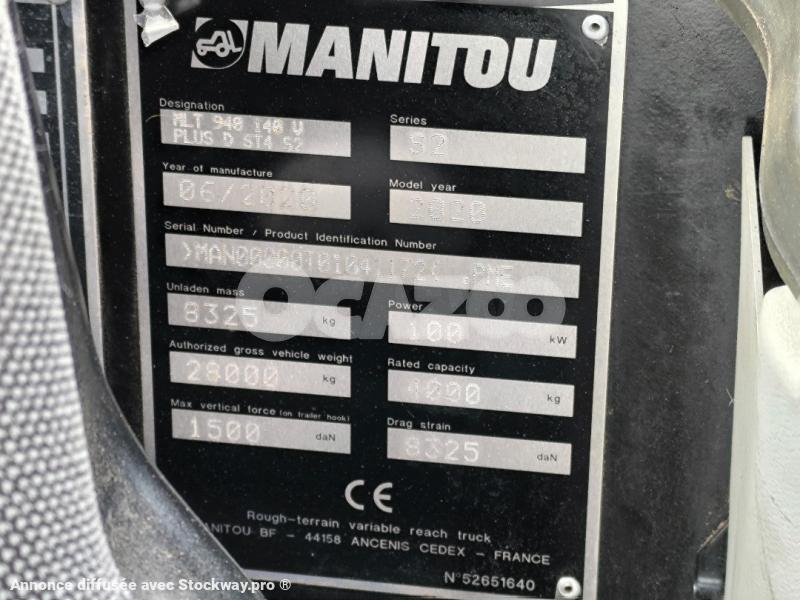 MANITOU
Designation
MLT 940 140 V
PLUS D ST4 S2
Series
S2
Year of manufacture
06/2020
Model year
2020
Serial Number / Product Identification Number
Unladen mass
8325 kg
Power
100 kW
Authorized gross vehicle weight
28000 kg
Rated capacity
4000 kg
Max vertical force (on trailer hook)
1500 daN
Drag strain
8325 daN
CE
Rough-terrain variable reach truck
MANITOU BF - 44158 ANCENIS CEDEX - FRANCE
N°52651640
OCAZOO
Annonce diffusée avec Stockway.pro ®